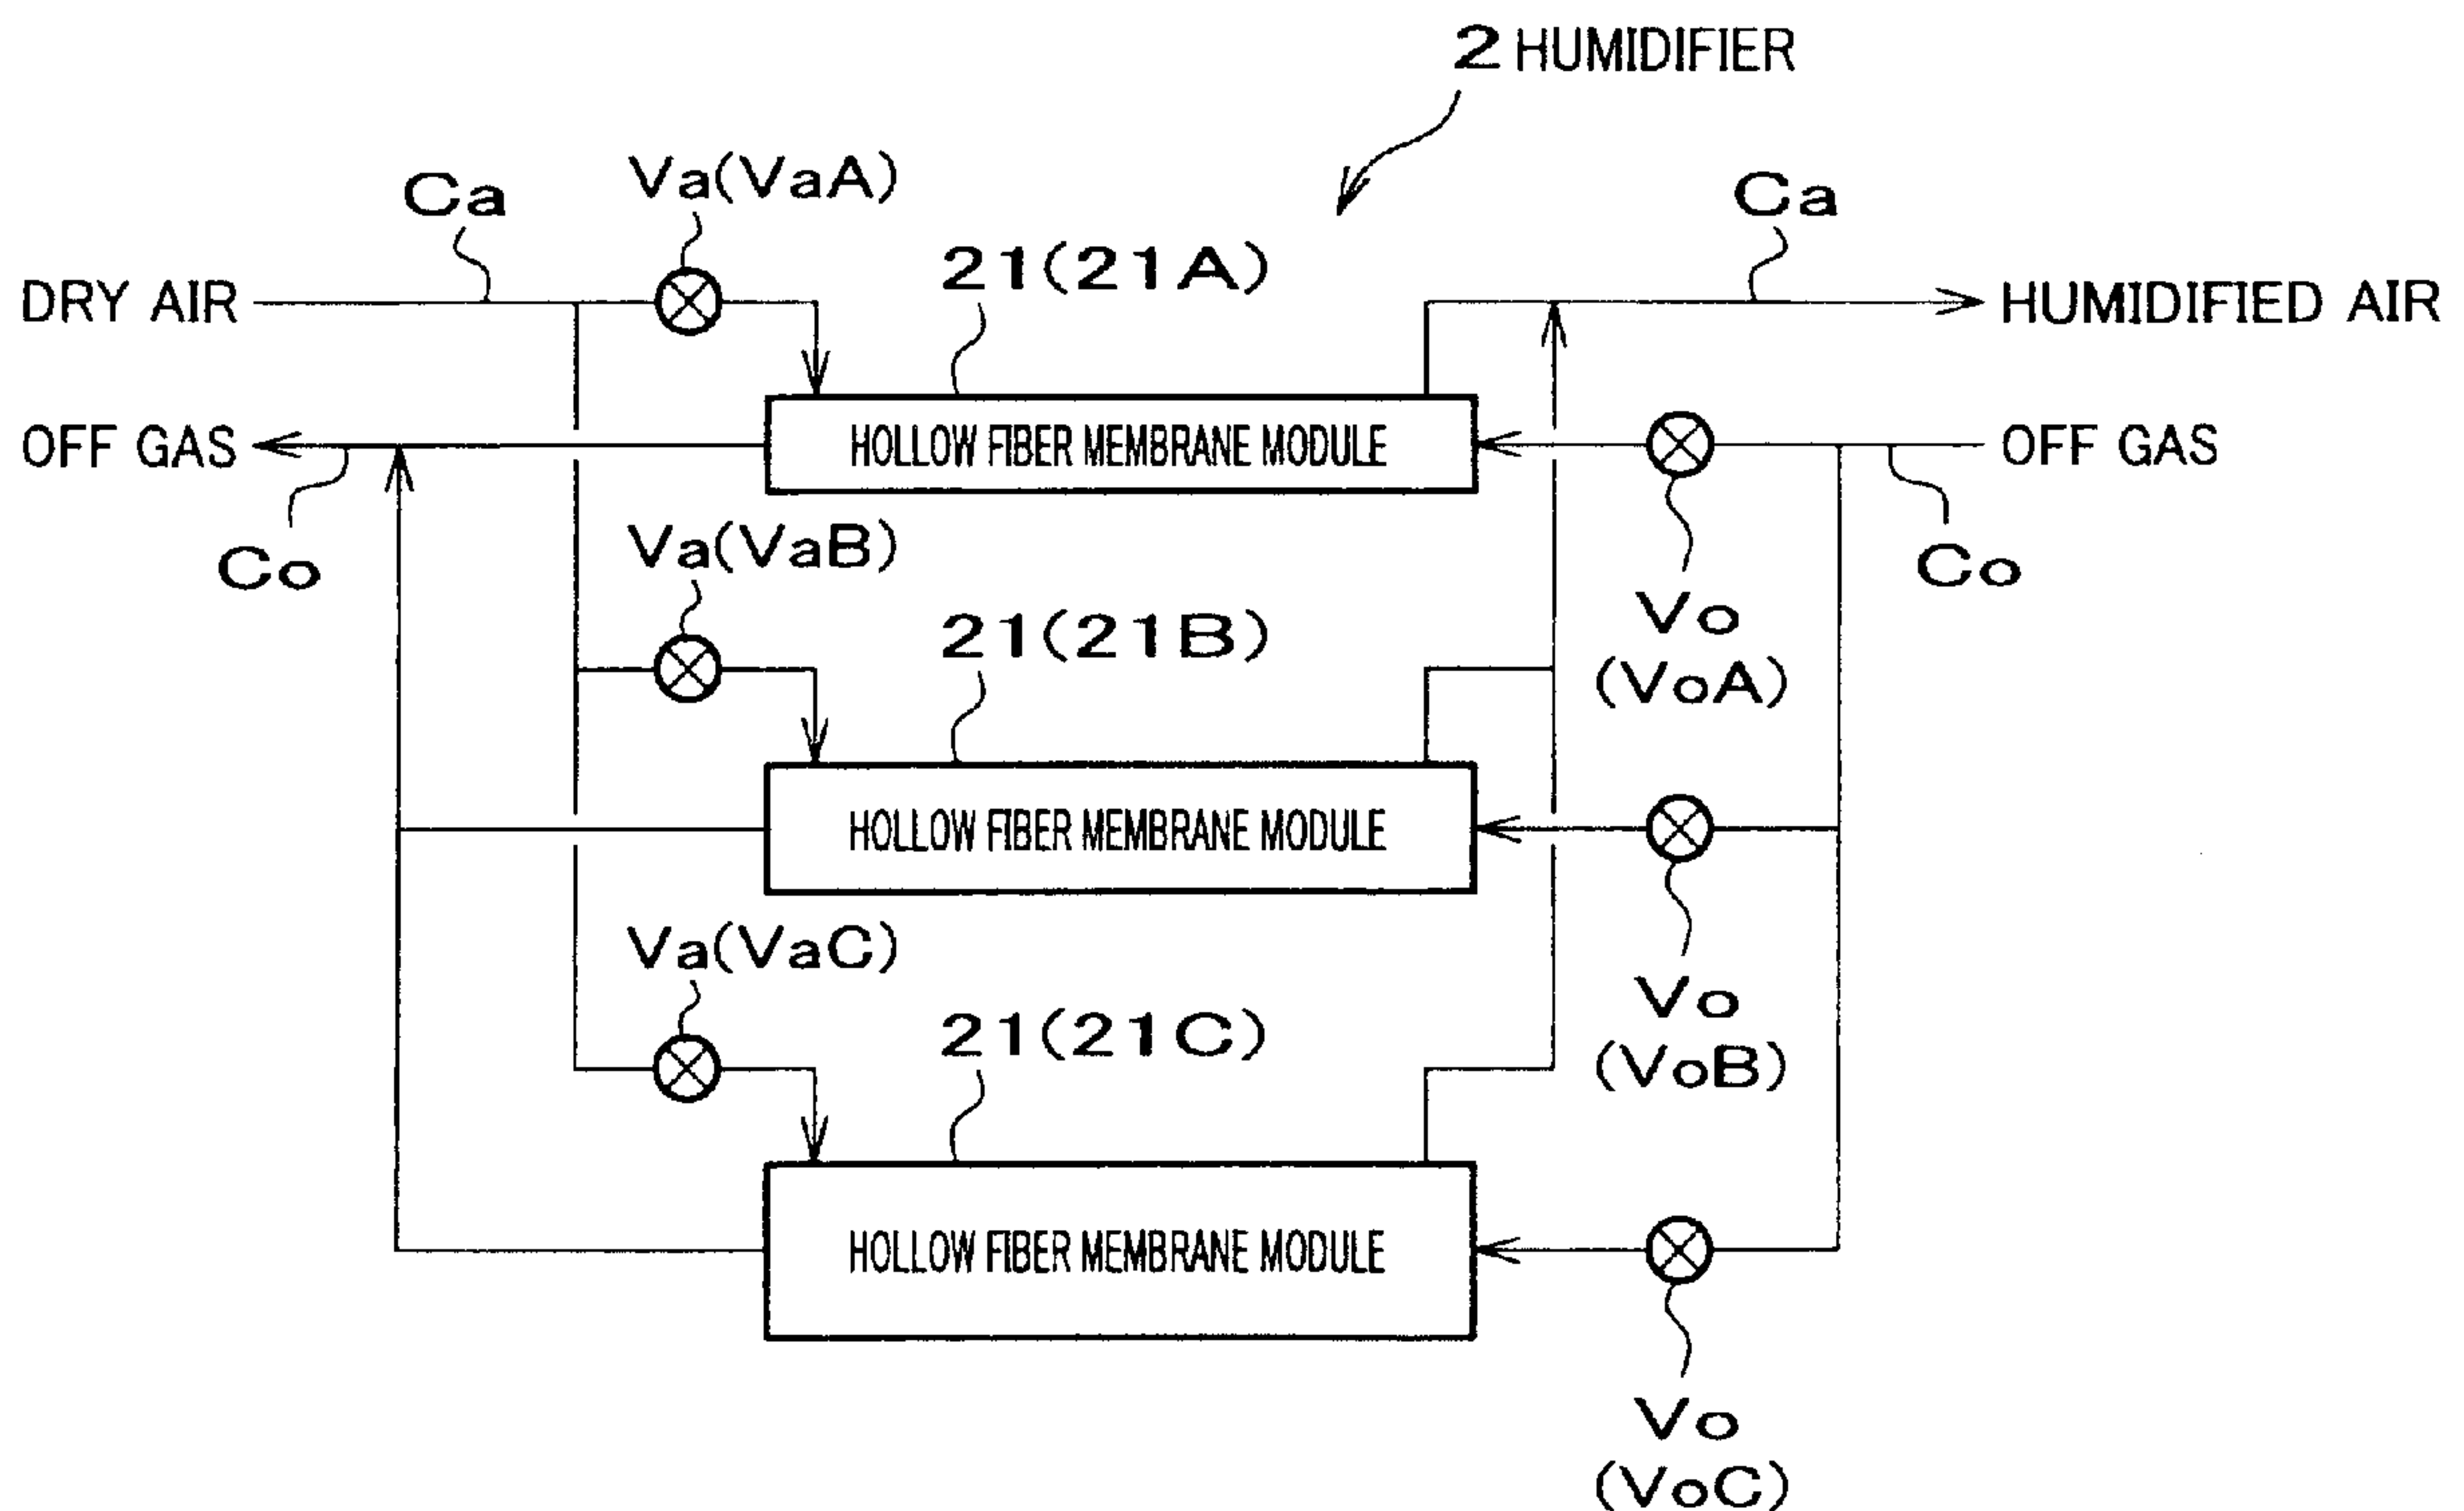 2 HUMIDIFIER
Va(VaA)
Ca
Ca
21(21A)
DRY AIR
HUMIDIFIED AIR
OFF GAS
HOLLOW FIBER MEMBRANE MODULE
OFF GAS
Va(VaB)
Co
Co
Vo
(VoA)
21(21B)
HOLLOW FIBER MEMBRANE MODULE
Va(VaC)
Vo
(VoB)
21(21C)
HOLLOW FIBER MEMBRANE MODULE
Vo
(VoC)